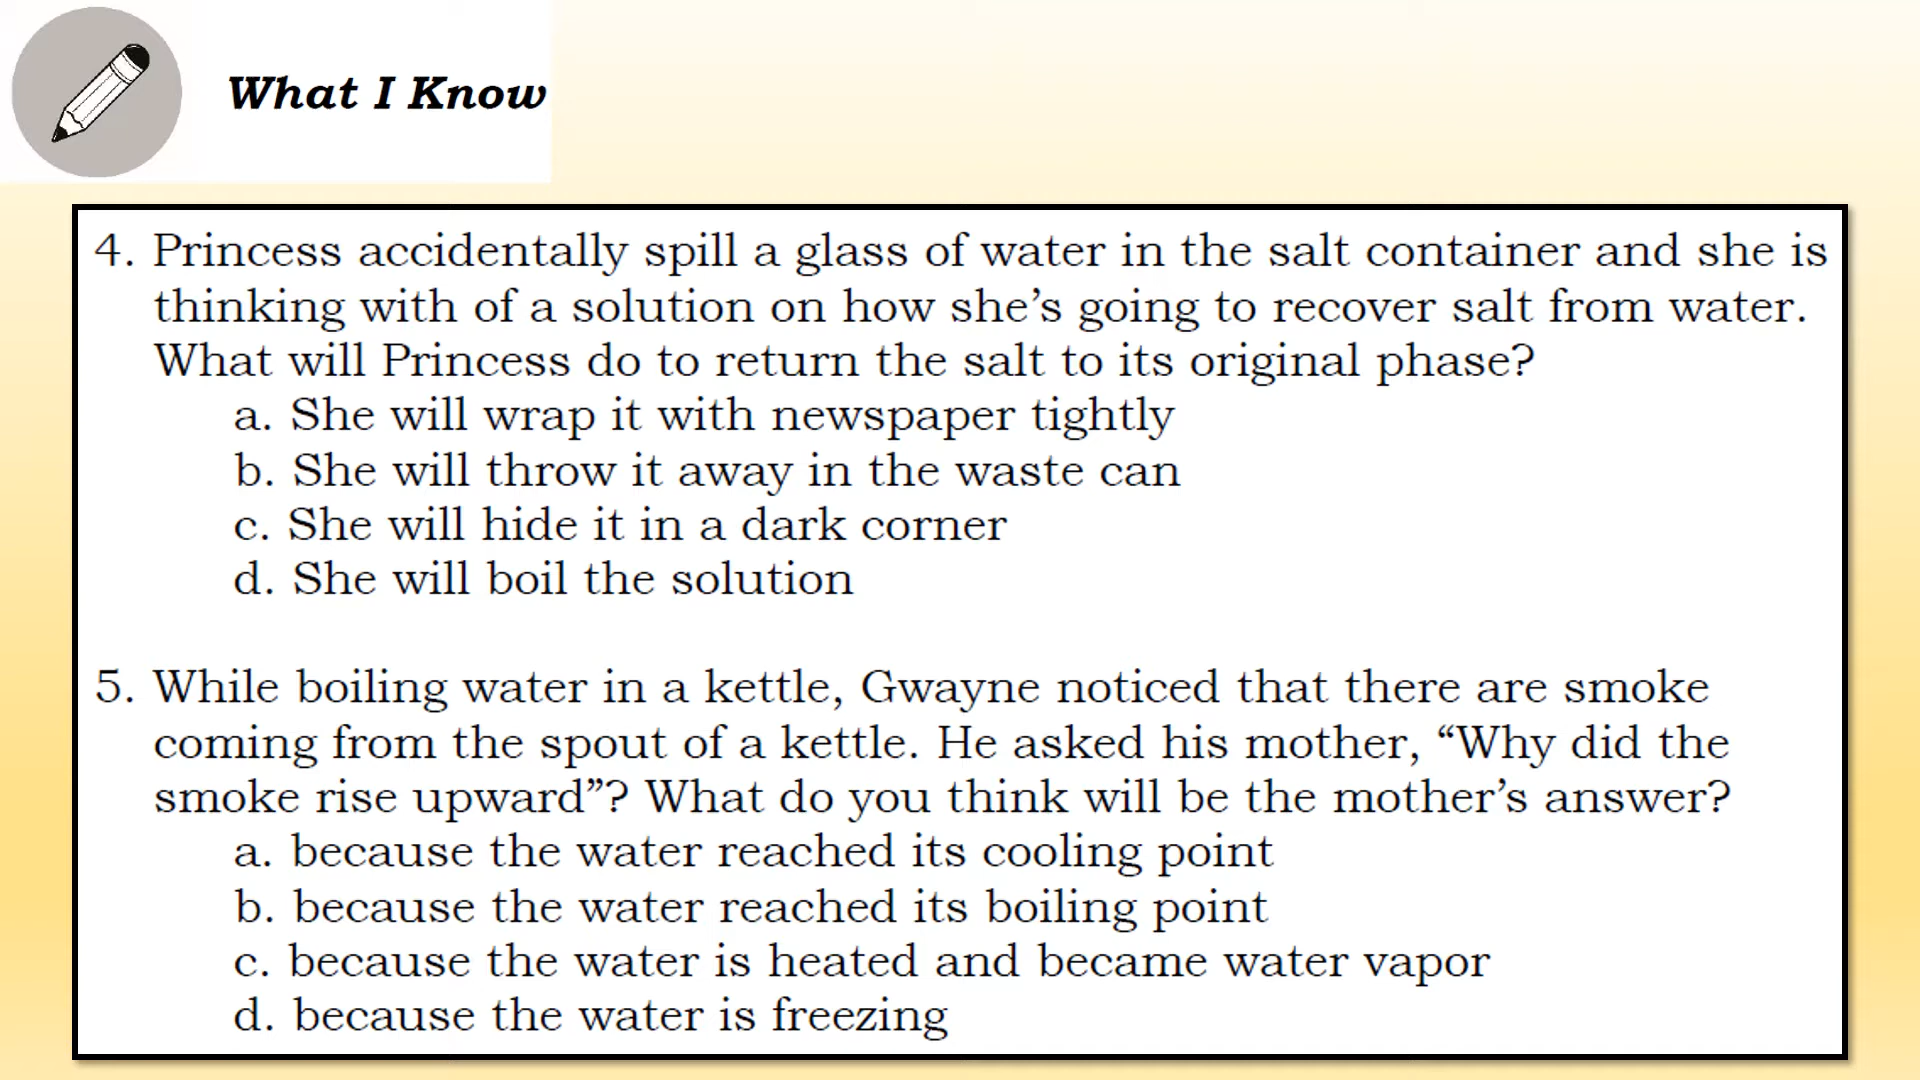 What I Know
4. Princess accidentally spill a glass of water in the salt container and she is
thinking with of a solution on how she’s going to recover salt from water.
What will Princess do to return the salt to its original phase?
a. She will wrap it with newspaper tightly
b. She will throw it away in the waste can
c. She will hide it in a dark corner
d. She will boil the solution
5. While boiling water in a kettle, Gwayne noticed that there are smoke
coming from the spout of a kettle. He asked his mother, “Why did the
smoke rise upward”? What do you think will be the mother’s answer?
a. because the water reached its cooling point
b. because the water reached its boiling point
c. because the water is heated and became water vapor
d. because the water is freezing